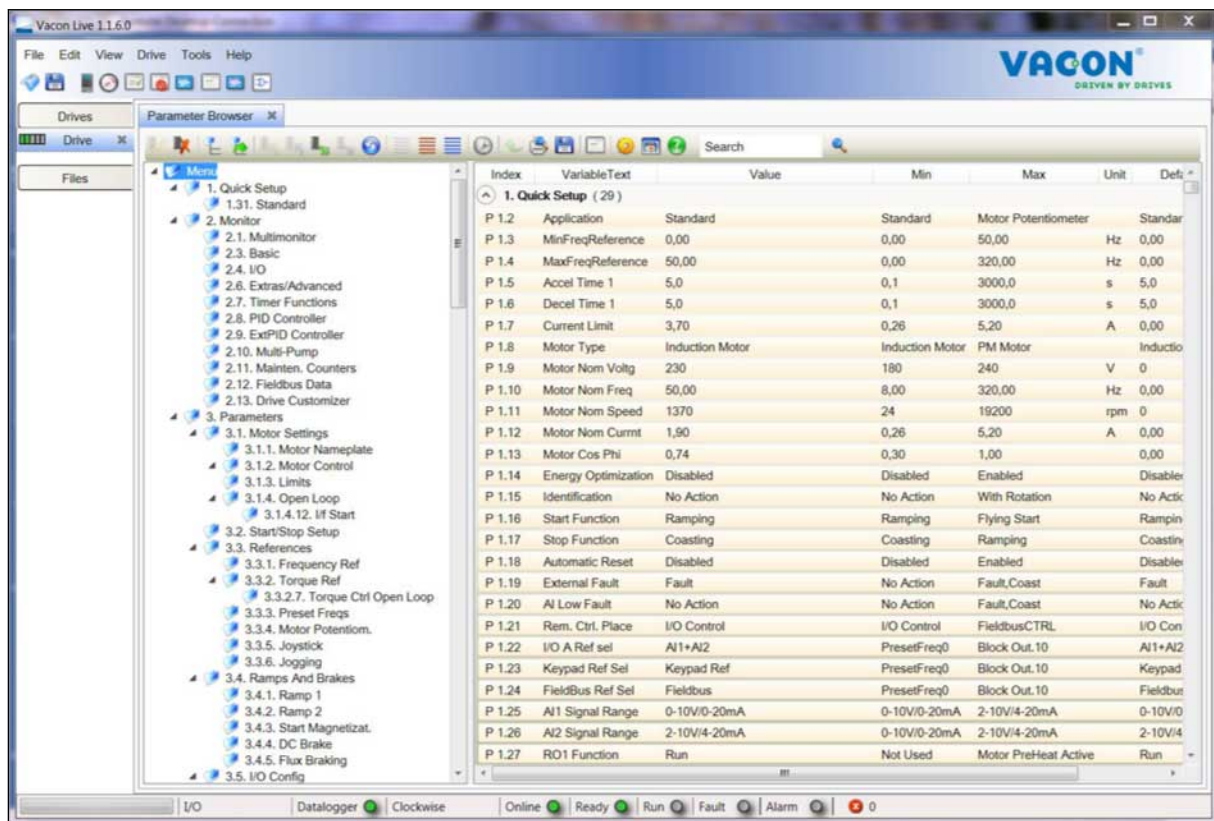 Vacon Live 1.1.6.0
File Edit View Drive Tools Help
VACON®
DRIVEN BY DRIVES
Drives
Drive
Files
Parameter Browser
Search
Menu
1. Quick Setup
1.31. Standard
2. Monitor
2.1. Multimonitor
2.3. Basic
2.4. I/O
2.6. Extras/Advanced
2.7. Timer Functions
2.8. PID Controller
2.9. ExtPID Controller
2.10. Multi-Pump
2.11. Mainten. Counters
2.12. Fieldbus Data
2.13. Drive Customizer
3. Parameters
3.1. Motor Settings
3.1.1. Motor Nameplate
3.1.2. Motor Control
3.1.3. Limits
3.1.4. Open Loop
3.1.4.12. I/f Start
3.2. Start/Stop Setup
3.3. References
3.3.1. Frequency Ref
3.3.2. Torque Ref
3.3.2.7. Torque Ctrl Open Loop
3.3.3. Preset Freqs
3.3.4. Motor Potentiom.
3.3.5. Joystick
3.3.6. Jogging
3.4. Ramps And Brakes
3.4.1. Ramp 1
3.4.2. Ramp 2
3.4.3. Start Magnetizat.
3.4.4. DC Brake
3.4.5. Flux Braking
3.5. I/O Config
Index VariableText Value Min Max Unit Defa
1. Quick Setup ( 29 )
P 1.2 Application Standard Standard Motor Potentiometer Standar
P 1.3 MinFreqReference 0,00 0,00 50,00 Hz 0,00
P 1.4 MaxFreqReference 50,00 0,00 320,00 Hz 0,00
P 1.5 Accel Time 1 5,0 0,1 3000,0 s 5,0
P 1.6 Decel Time 1 5,0 0,1 3000,0 s 5,0
P 1.7 Current Limit 3,70 0,26 5,20 A 0,00
P 1.8 Motor Type Induction Motor Induction Motor PM Motor Inductio
P 1.9 Motor Nom Voltg 230 180 240 V 0
P 1.10 Motor Nom Freq 50,00 8,00 320,00 Hz 0,00
P 1.11 Motor Nom Speed 1370 24 19200 rpm 0
P 1.12 Motor Nom Currnt 1,90 0,26 5,20 A 0,00
P 1.13 Motor Cos Phi 0,74 0,30 1,00 0,00
P 1.14 Energy Optimization Disabled Disabled Enabled Disable
P 1.15 Identification No Action No Action With Rotation No Actic
P 1.16 Start Function Ramping Ramping Flying Start Rampin
P 1.17 Stop Function Coasting Coasting Ramping Coastin
P 1.18 Automatic Reset Disabled Disabled Enabled Disable
P 1.19 External Fault Fault No Action Fault,Coast Fault
P 1.20 AI Low Fault No Action No Action Fault,Coast No Actic
P 1.21 Rem. Ctrl. Place I/O Control I/O Control FieldbusCTRL I/O Con
P 1.22 I/O A Ref sel AI1+AI2 PresetFreq0 Block Out.10 AI1+AI2
P 1.23 Keypad Ref Sel Keypad Ref PresetFreq0 Block Out.10 Keypad
P 1.24 FieldBus Ref Sel Fieldbus PresetFreq0 Block Out.10 Fieldbus
P 1.25 AI1 Signal Range 0-10V/0-20mA 0-10V/0-20mA 2-10V/4-20mA 0-10V/0
P 1.26 AI2 Signal Range 2-10V/4-20mA 0-10V/0-20mA 2-10V/4-20mA 2-10V/4
P 1.27 RO1 Function Run Not Used Motor PreHeat Active Run
I/O Datalogger Clockwise Online Ready Run Fault Alarm 0